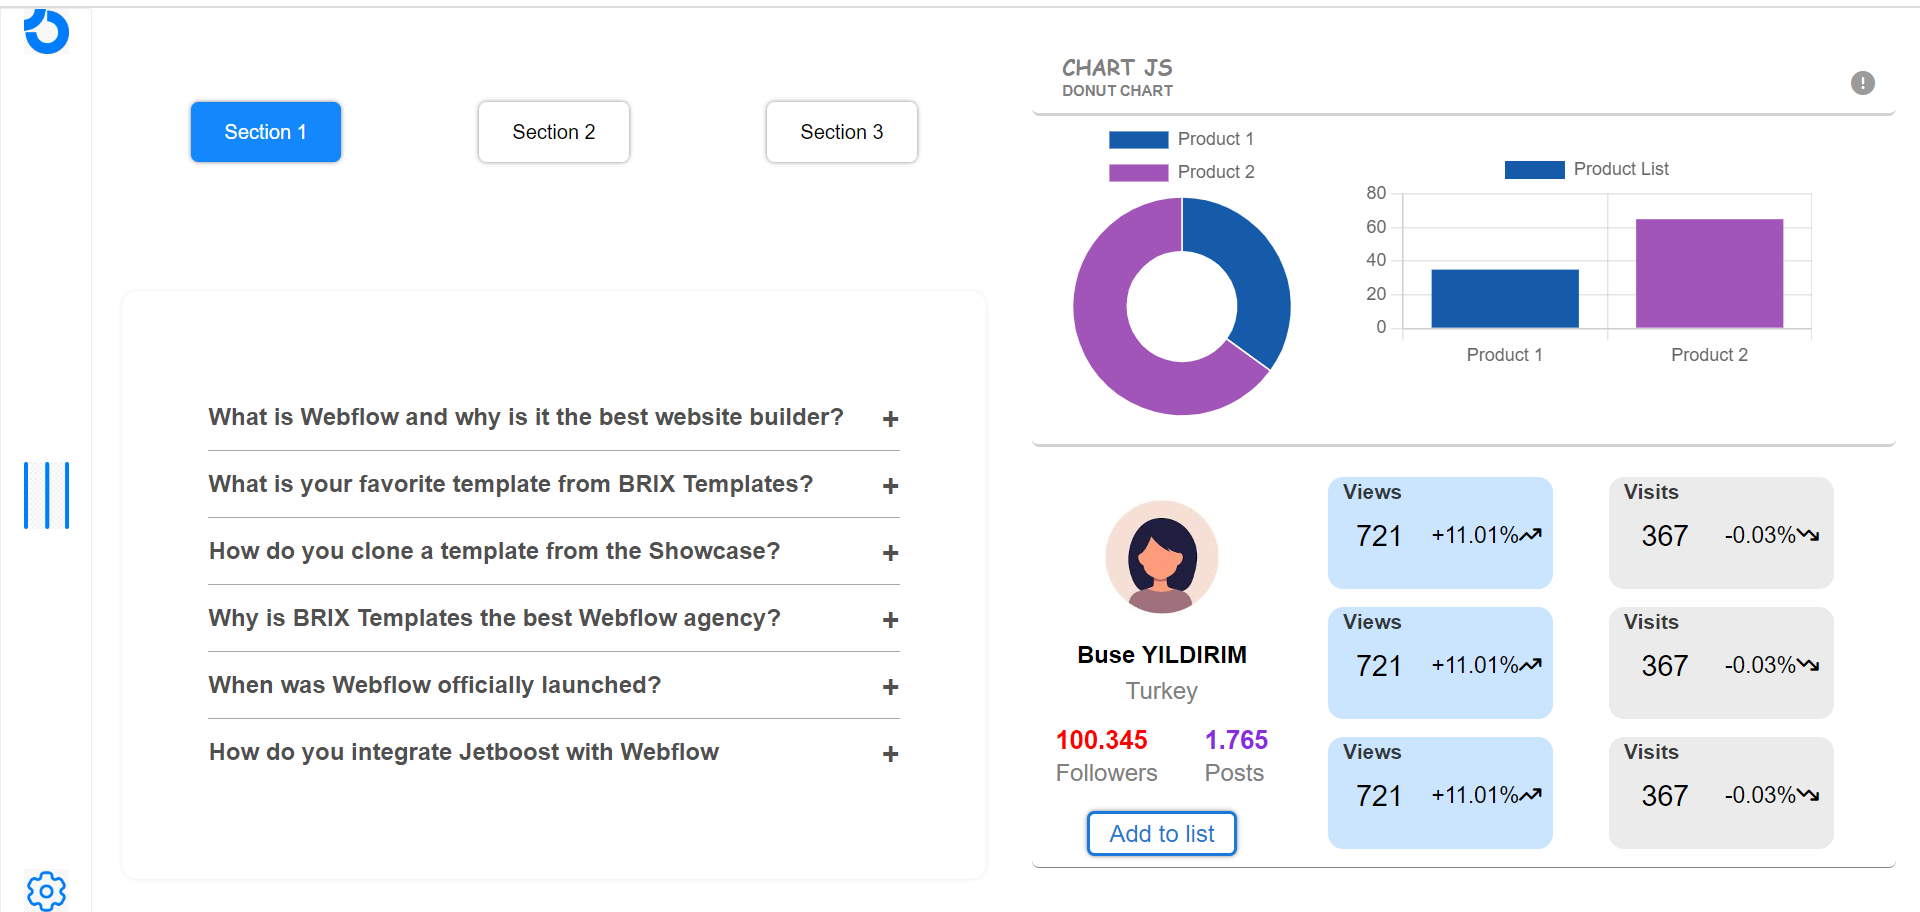 Section 1
Section 2
Section 3
What is Webflow and why is it the best website builder? +
What is your favorite template from BRIX Templates? +
How do you clone a template from the Showcase? +
Why is BRIX Templates the best Webflow agency? +
When was Webflow officially launched? +
How do you integrate Jetboost with Webflow +
CHART JS
DONUT CHART
Product 1
Product 2
Product List
80
60
40
20
0
Product 1
Product 2
Buse YILDIRIM
Turkey
100.345
Followers
1.765
Posts
Add to list
Views
721 +11.01%
Visits
367 -0.03%
Views
721 +11.01%
Visits
367 -0.03%
Views
721 +11.01%
Visits
367 -0.03%